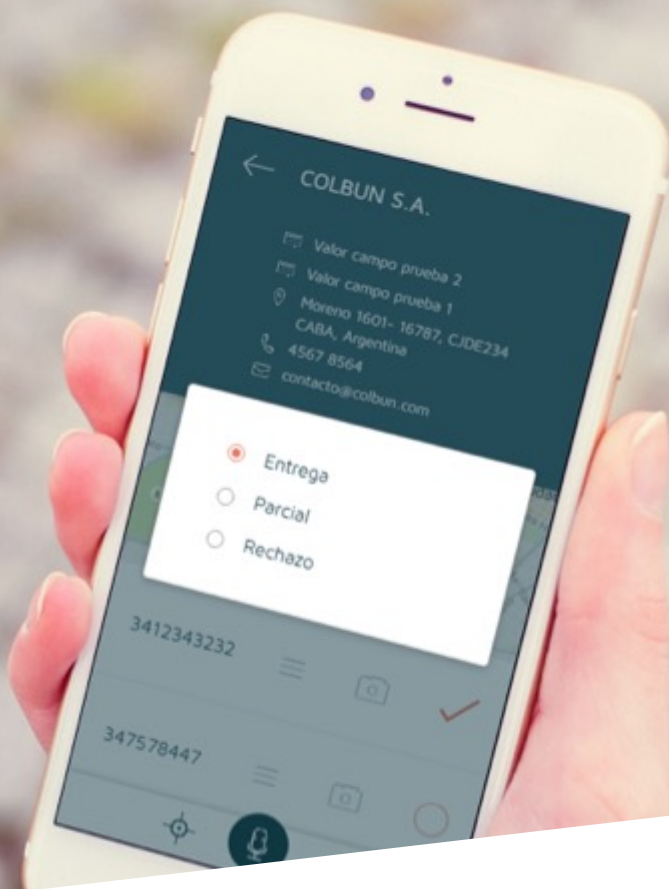 COLBUN S.A.
Valor campo prueba 2
Valor campo prueba 1
Moreno 1601- 16787, CJDE234
CABA, Argentina
4567 8564
contacto@colbun.com
Entrega
Parcial
Rechazo
3412343232
347578447